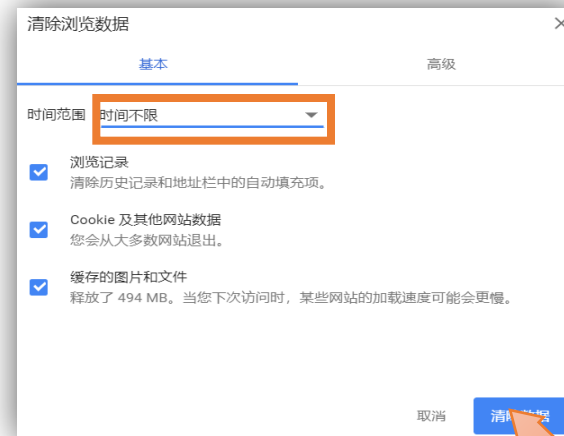 清除浏览数据
基本 高级
时间范围 时间不限
浏览记录
清除历史记录和地址栏中的自动填充项。
Cookie 及其他网站数据
您会从大多数网站退出。
缓存的图片和文件
释放了 494 MB。当您下次访问时，某些网站的加载速度可能会更慢。
取消 清除数据